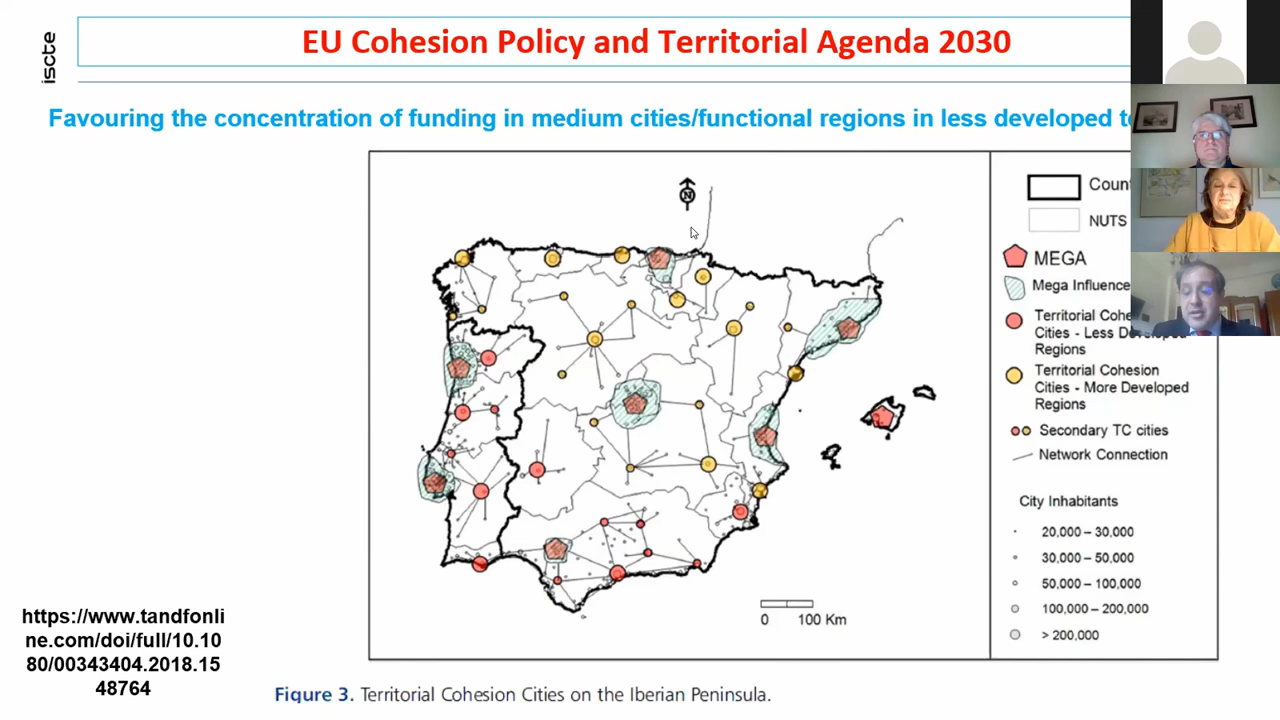 iscte
EU Cohesion Policy and Territorial Agenda 2030
Favouring the concentration of funding in medium cities/functional regions in less developed
N
NUTS
MEGA
Mega Influence
Territorial
Cities - Less Developed
Regions
Territorial Cohesion
Cities - More Developed
Regions
Secondary TC cities
Network Connection
City Inhabitants
20,000 – 30,000
30,000 – 50,000
50,000 – 100,000
100,000 – 200,000
> 200,000
0 100 Km
https://www.tandfonli
ne.com/doi/full/10.10
80/00343404.2018.15
48764
Figure 3. Territorial Cohesion Cities on the Iberian Peninsula.